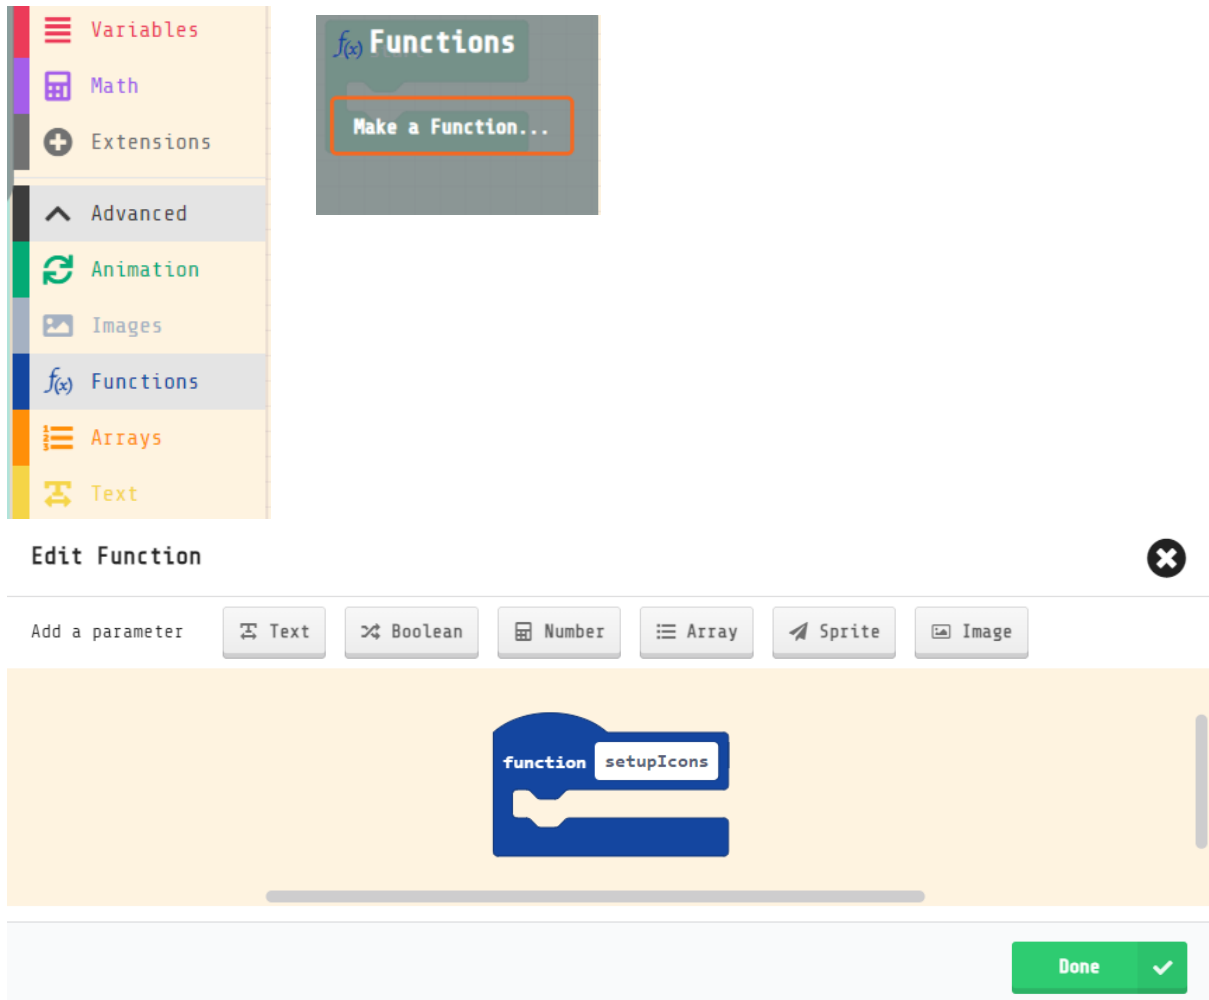 Variables
Math
Extensions
Advanced
Animation
Images
f(x) Functions
Arrays
Text
f(x) Functions
Make a Function...
Edit Function
Add a parameter Text Boolean Number Array Sprite Image
function setupIcons
Done